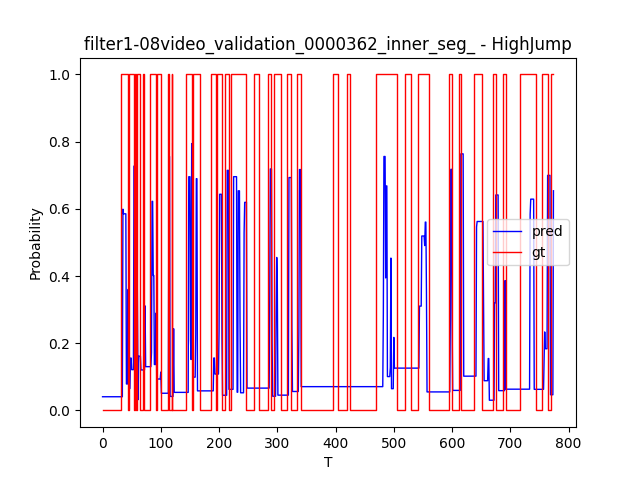 filter1-08video_validation_0000362_inner_seg_ - HighJump
1.0
0.8
0.6
0.4
0.2
0.0
Probability
pred
gt
0 100 200 300 400 500 600 700 800
T